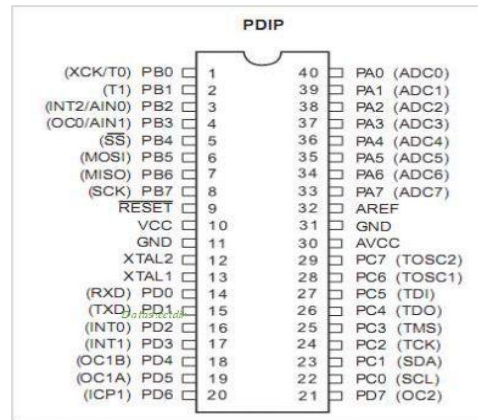 PDIP
(XCK/T0) PB0 1 40 PA0 (ADC0)
(T1) PB1 2 39 PA1 (ADC1)
(INT2/AIN0) PB2 3 38 PA2 (ADC2)
(OC0/AIN1) PB3 4 37 PA3 (ADC3)
(SS) PB4 5 36 PA4 (ADC4)
(MOSI) PB5 6 35 PA5 (ADC5)
(MISO) PB6 7 34 PA6 (ADC6)
(SCK) PB7 8 33 PA7 (ADC7)
RESET 9 32 AREF
VCC 10 31 GND
GND 11 30 AVCC
XTAL2 12 29 PC7 (TOSC2)
XTAL1 13 28 PC6 (TOSC1)
(RXD) PD0 14 27 PC5 (TDI)
(TXD) PD1 15 26 PC4 (TDO)
(INT0) PD2 16 25 PC3 (TMS)
(INT1) PD3 17 24 PC2 (TCK)
(OC1B) PD4 18 23 PC1 (SDA)
(OC1A) PD5 19 22 PC0 (SCL)
(ICP1) PD6 20 21 PD7 (OC2)